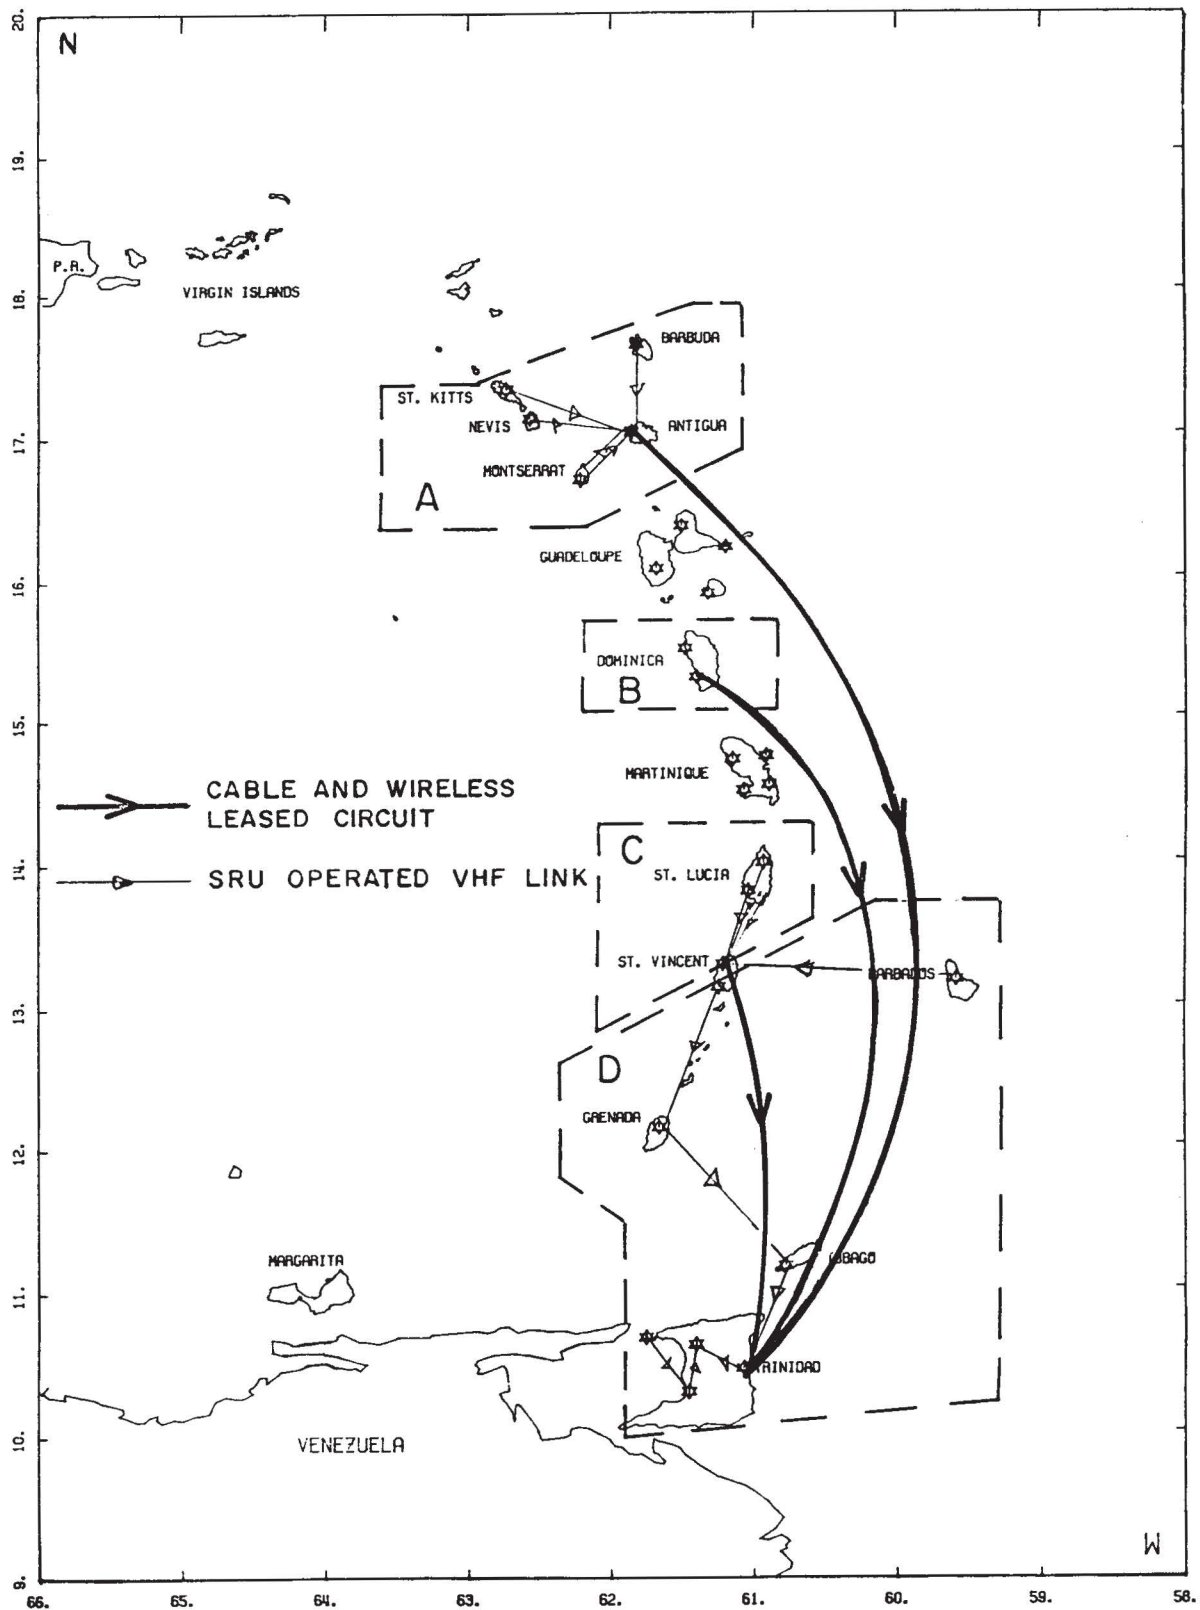 20.
N
19.
P.R.
18.
VIRGIN ISLANDS
BARBUDA
ST. KITTS
NEVIS
ANTIGUA
17.
MONTSERRAT
A
GUADELOUPE
16.
DOMINICA
B
15.
MARTINIQUE
CABLE AND WIRELESS
LEASED CIRCUIT
C
14.
ST. LUCIA
SRU OPERATED VHF LINK
ST. VINCENT
BARBADOS
13.
D
GRENADA
12.
MARGARITA
TOBAGO
11.
TRINIDAD
10.
VENEZUELA
W
9.
66. 65. 64. 63. 62. 61. 60. 59. 58.